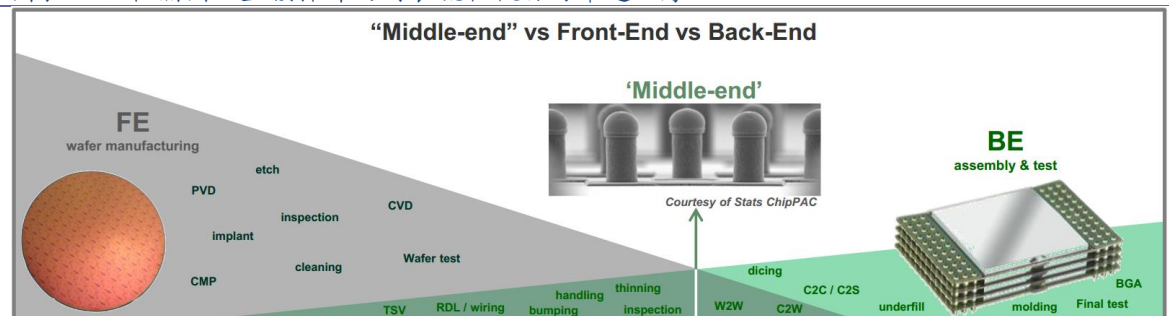 “Middle-end” vs Front-End vs Back-End
‘Middle-end’
FE
wafer manufacturing
BE
assembly & test
etch
PVD
CVD
inspection
Courtesy of Stats ChipPAC
implant
cleaning
Wafer test
CMP
dicing
thinning
handling
C2C / C2S
BGA
TSV
RDL / wiring
bumping
inspection
W2W
C2W
underfill
molding
Final test